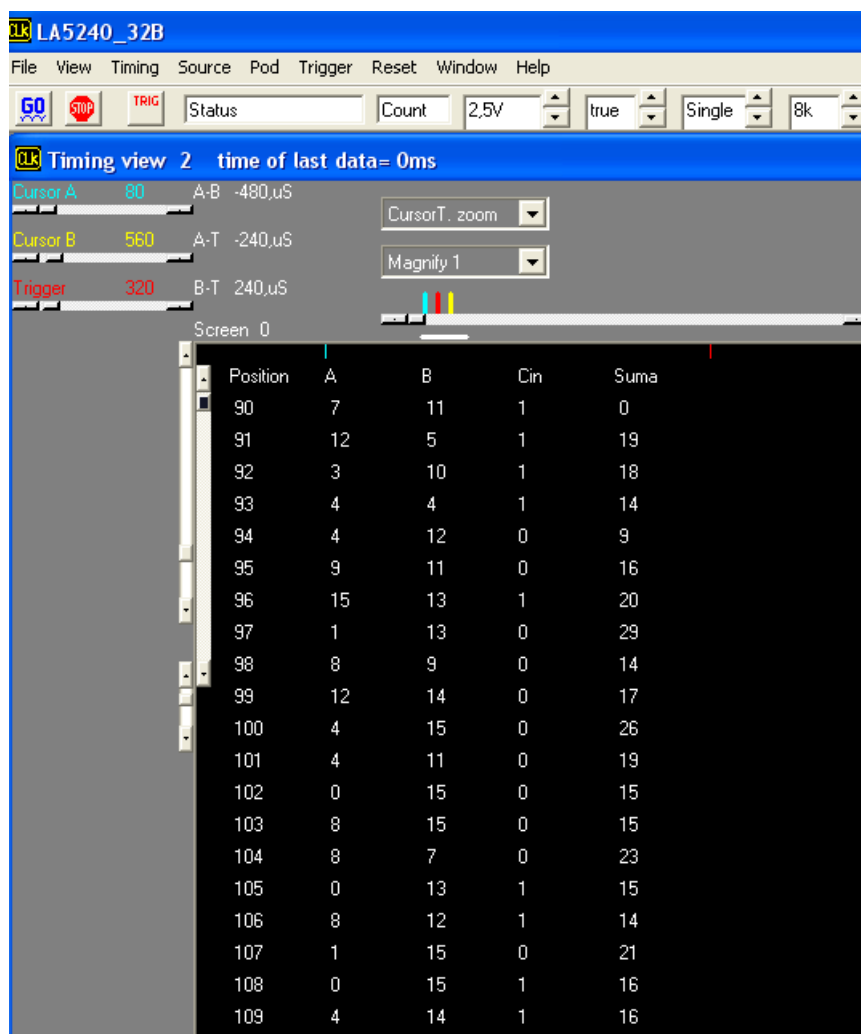 CLK LA5240_32B
File View Timing Source Pod Trigger Reset Window Help
GO STOP TRIG Status Count 2,5V true Single 8k
CLK Timing view 2 time of last data= 0ms
Cursor A 80 A-B -480,uS
CursorT. zoom
Cursor B 560 A-T -240,uS
Magnify 1
Trigger 320 B-T 240,uS
Screen 0
Position A B Cin Suma
90 7 11 1 0
91 12 5 1 19
92 3 10 1 18
93 4 4 1 14
94 4 12 0 9
95 9 11 0 16
96 15 13 1 20
97 1 13 0 29
98 8 9 0 14
99 12 14 0 17
100 4 15 0 26
101 4 11 0 19
102 0 15 0 15
103 8 15 0 15
104 8 7 0 23
105 0 13 1 15
106 8 12 1 14
107 1 15 0 21
108 0 15 1 16
109 4 14 1 16